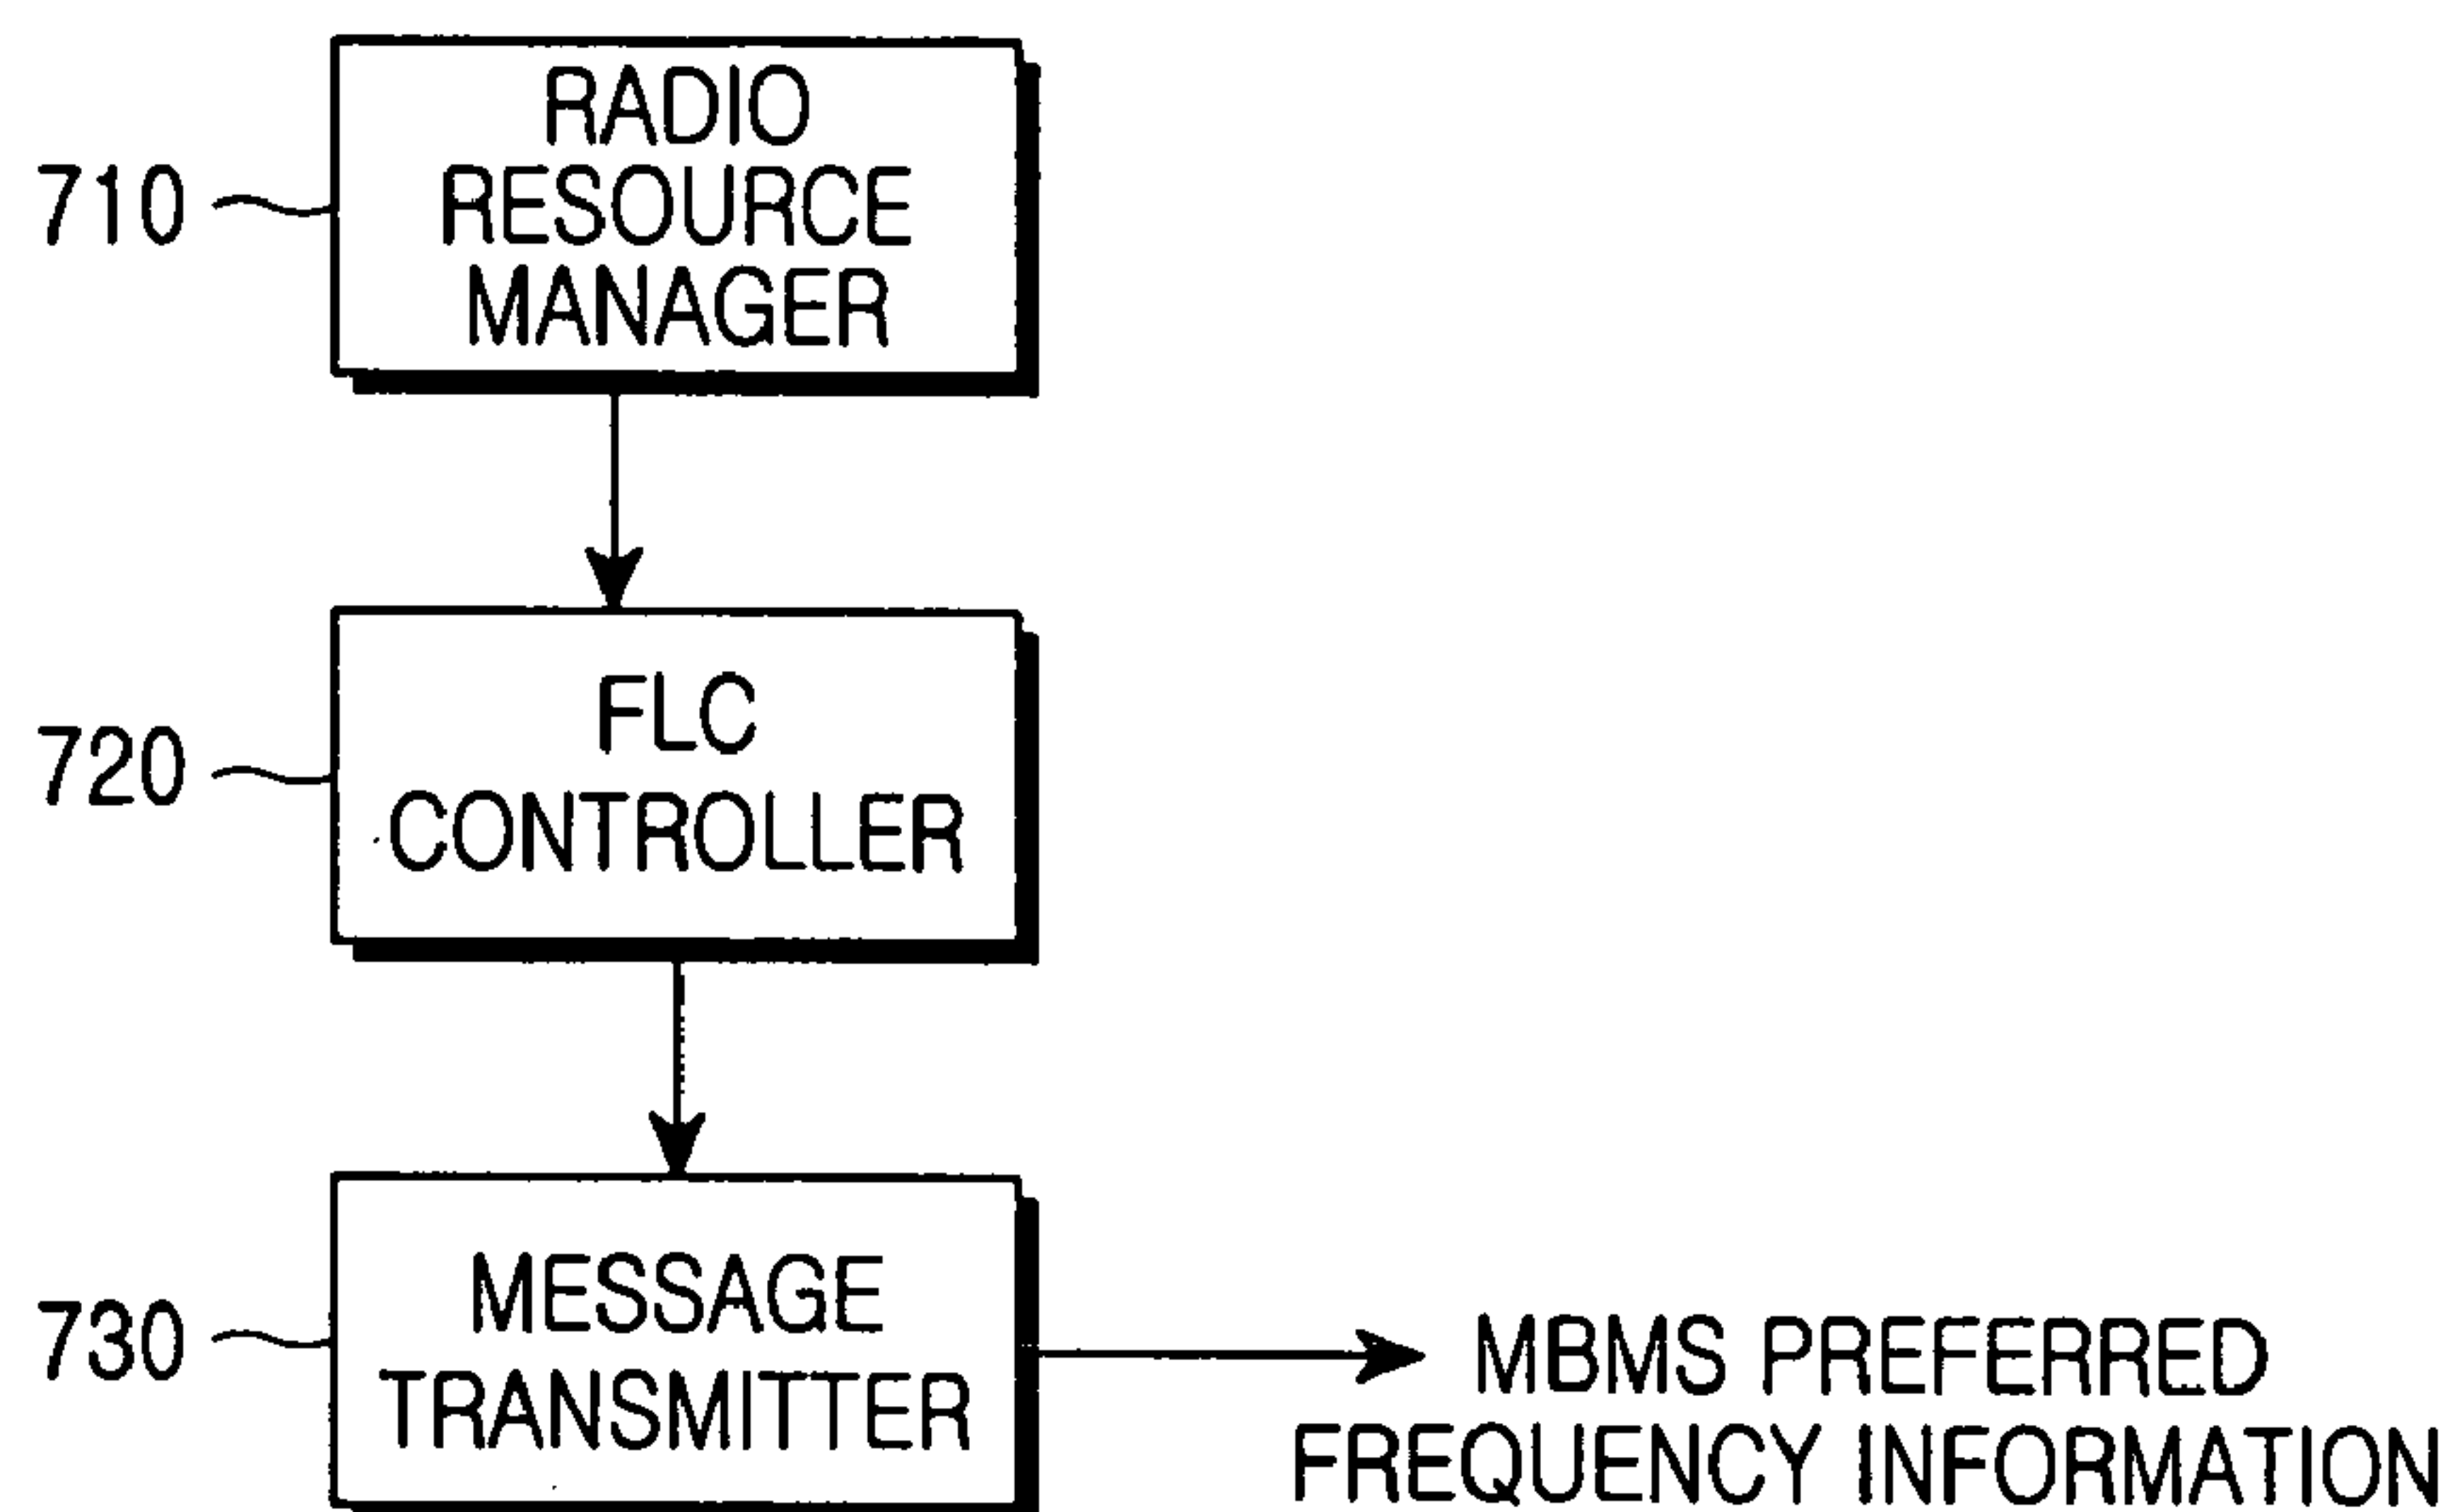 RADIO
RESOURCE
MANAGER
710
FLC
CONTROLLER
720
MESSAGE
TRANSMITTER
730
MBMS PREFERRED
FREQUENCY INFORMATION